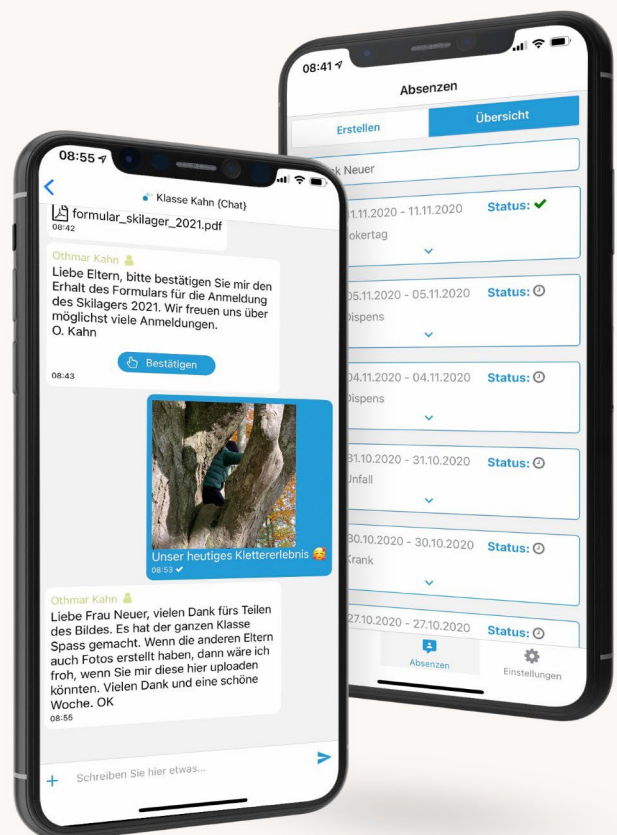 08:55
Klasse Kahn {Chat}
formular_skilager_2021.pdf
08:42
Othmar Kahn
Liebe Eltern, bitte bestätigen Sie mir den
Erhalt des Formulars für die Anmeldung
des Skilagers 2021. Wir freuen uns über
möglichst viele Anmeldungen.
O. Kahn
Bestätigen
08:43
Unser heutiges Klettererlebnis 🥰
08:53
Othmar Kahn
Liebe Frau Neuer, vielen Dank fürs Teilen
des Bildes. Es hat der ganzen Klasse
Spass gemacht. Wenn die anderen Eltern
auch Fotos erstellt haben, dann wäre ich
froh, wenn Sie mir diese hier uploaden
könnten. Vielen Dank und eine schöne
Woche. OK
08:55
Schreiben Sie hier etwas...
08:41
Absenzen
Erstellen
Übersicht
Neuer
1.11.2020 - 11.11.2020
Status:
okertag
05.11.2020 - 05.11.2020
Status:
Dispens
04.11.2020 - 04.11.2020
Status:
Dispens
31.10.2020 - 31.10.2020
Status:
Unfall
30.10.2020 - 30.10.2020
Status:
Krank
27.10.2020 - 27.10.2020
Status:
Absenzen
Einstellungen